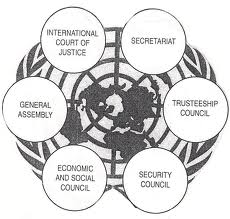 INTERNATIONAL
COURT OF
JUSTICE
SECRETARIAT
GENERAL
ASSEMBLY
TRUSTEESHIP
COUNCIL
ECONOMIC
AND SOCIAL
COUNCIL
SECURITY
COUNCIL